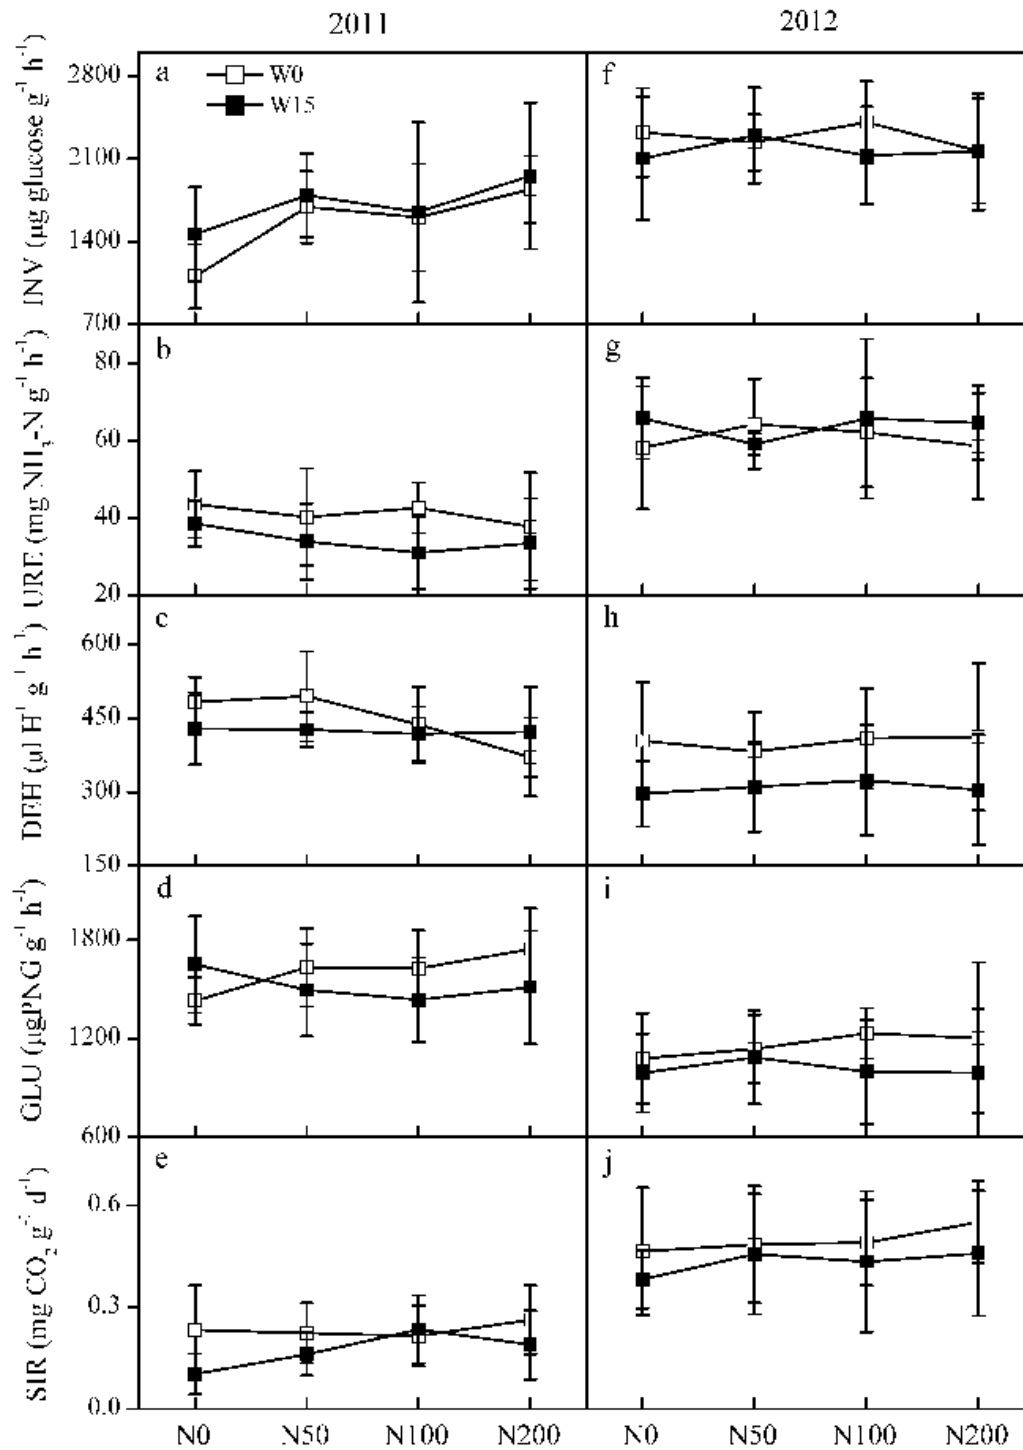 2011 2012
a
W0
W15
f
INV (µg glucose g⁻¹ h⁻¹)
2800
2100
1400
700
b
g
URE (mg NH₃-N g⁻¹ h⁻¹)
80
60
40
20
c
h
DEH (µl H⁺ g⁻¹ h⁻¹)
600
450
300
150
d
i
GLU (µgPNG g⁻¹ h⁻¹)
1800
1200
600
e
j
SIR (mg CO₂ g⁻¹ d⁻¹)
0.6
0.3
0.0
N0 N50 N100 N200 N0 N50 N100 N200